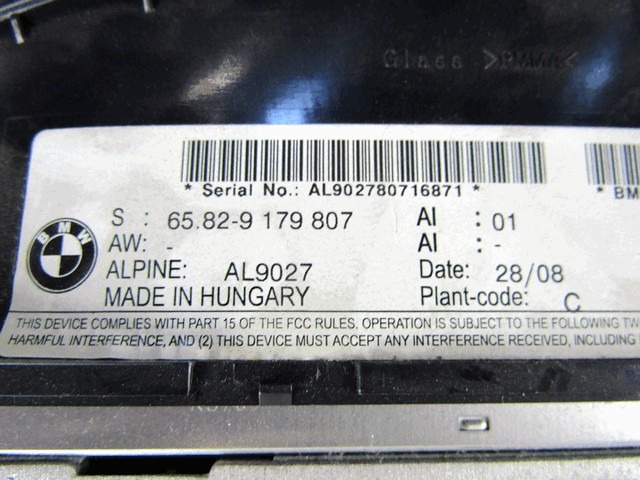 Glasa >PMMA<
* Serial No.: AL902780716871 *
* BM
BMW
S : 65.82-9 179 807 AI : 01
AW: - AI : -
ALPINE: AL9027 Date: 28/08
MADE IN HUNGARY Plant-code: C
THIS DEVICE COMPLIES WITH PART 15 OF THE FCC RULES. OPERATION IS SUBJECT TO THE FOLLOWING TW
HARMFUL INTERFERENCE, AND (2) THIS DEVICE MUST ACCEPT ANY INTERFERENCE RECEIVED, INCLUDING